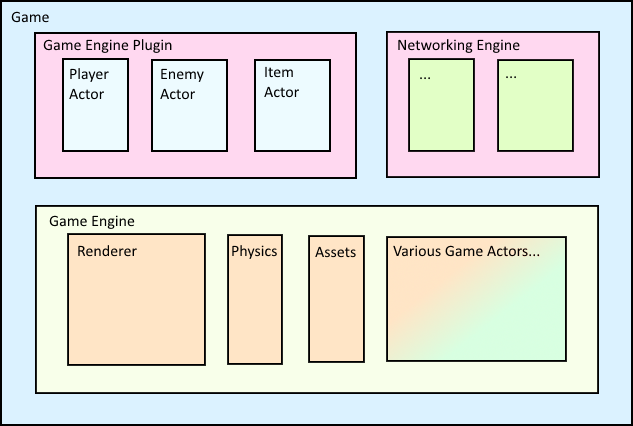 Game
Game Engine Plugin
Player
Actor
Enemy
Actor
Item
Actor
Networking Engine
...
...
Game Engine
Renderer
Physics
Assets
Various Game Actors...